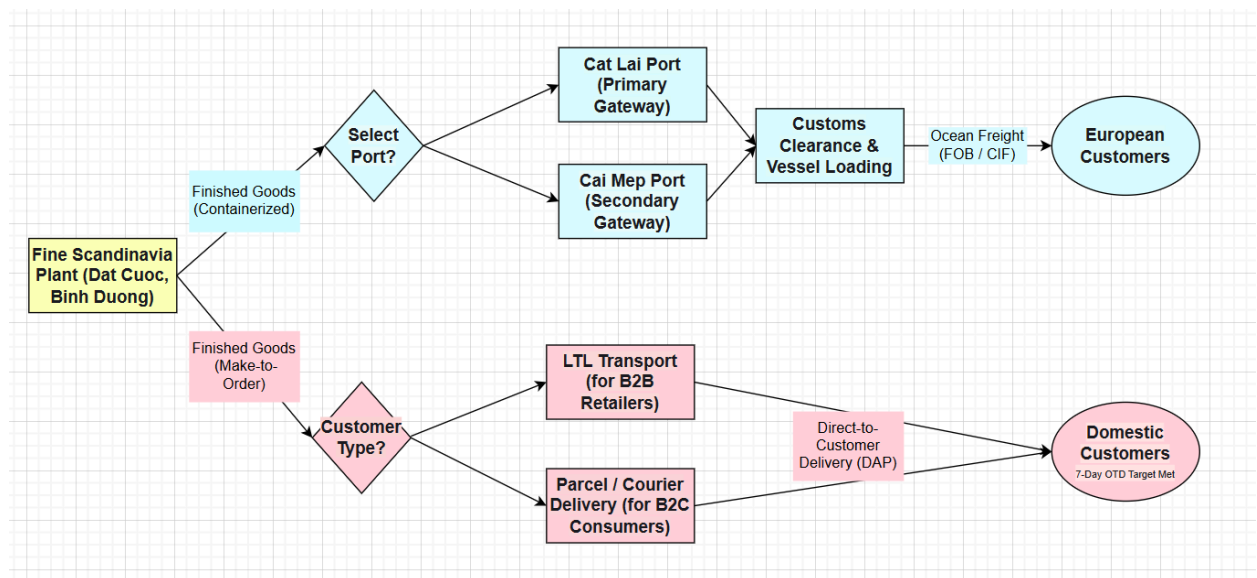 Fine Scandinavia
Plant (Dat Cuoc,
Binh Duong)
Finished Goods
(Containerized)
Select
Port?
Cat Lai Port
(Primary
Gateway)
Cai Mep Port
(Secondary
Gateway)
Customs
Clearance &
Vessel Loading
Ocean Freight
(FOB / CIF)
European
Customers
Finished Goods
(Make-to-
Order)
Customer
Type?
LTL Transport
(for B2B
Retailers)
Parcel / Courier
Delivery (for B2C
Consumers)
Direct-to-
Customer
Delivery (DAP)
Domestic
Customers
7-Day OTD Target Met